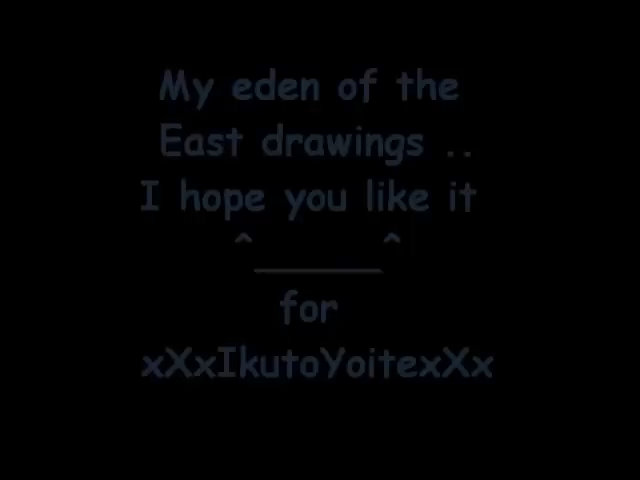 My eden of the
East drawings ..
I hope you like it
^______^
for
xXxIkutoYoitexXx